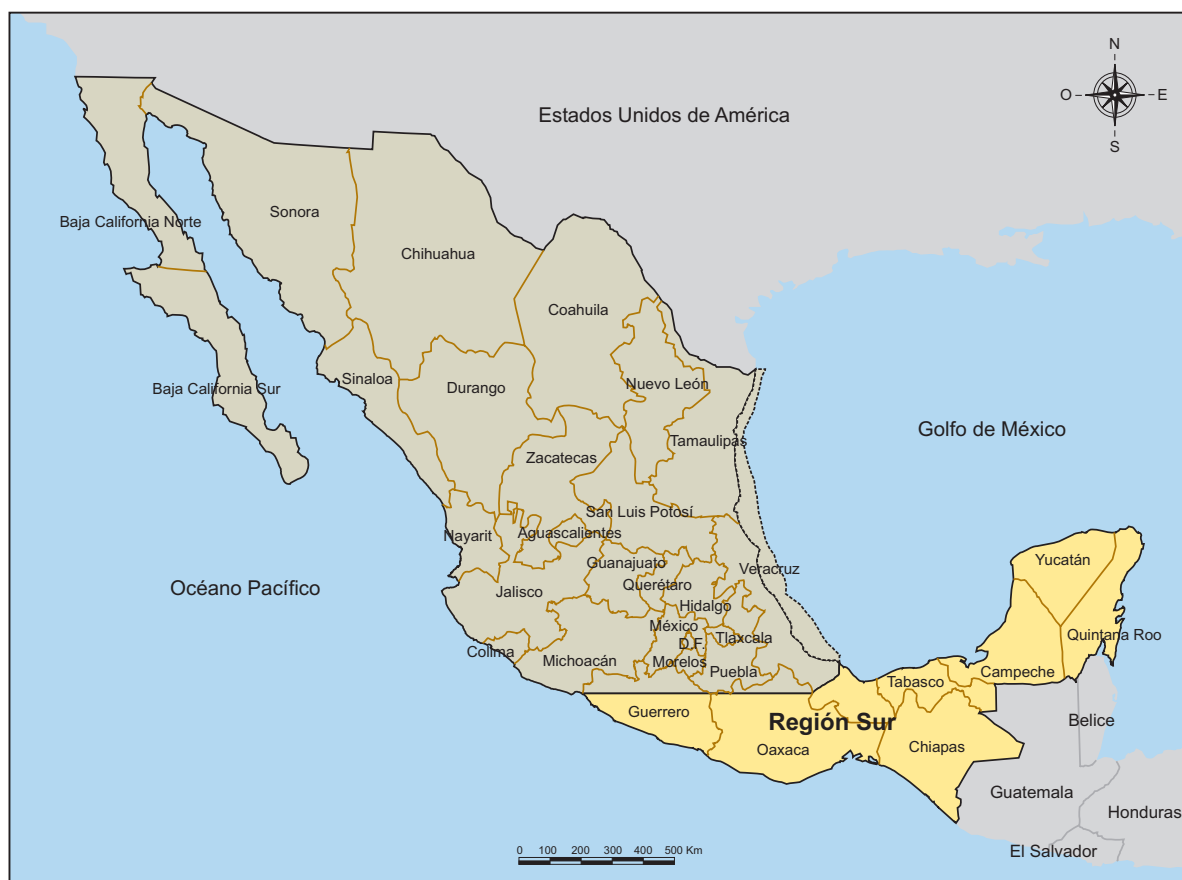 N
Estados Unidos de América
O
E
S
Sonora
Baja California Norte
Chihuahua
Coahuila
Sinaloa
Durango
Nuevo León
Baja California Sur
Golfo de México
Tamaulipas
Zacatecas
San Luis Potosí
Nayarit
Aguascalientes
Yucatán
Guanajuato
Veracruz
Océano Pacífico
Jalisco
Querétaro
Hidalgo
México
Tlaxcala
Quintana Roo
D.F.
Colima
Michoacán
Morelos
Puebla
Campeche
Tabasco
Guerrero
Región Sur
Belice
Oaxaca
Chiapas
Guatemala
Honduras
0 100 200 300 400 500 Km
El Salvador